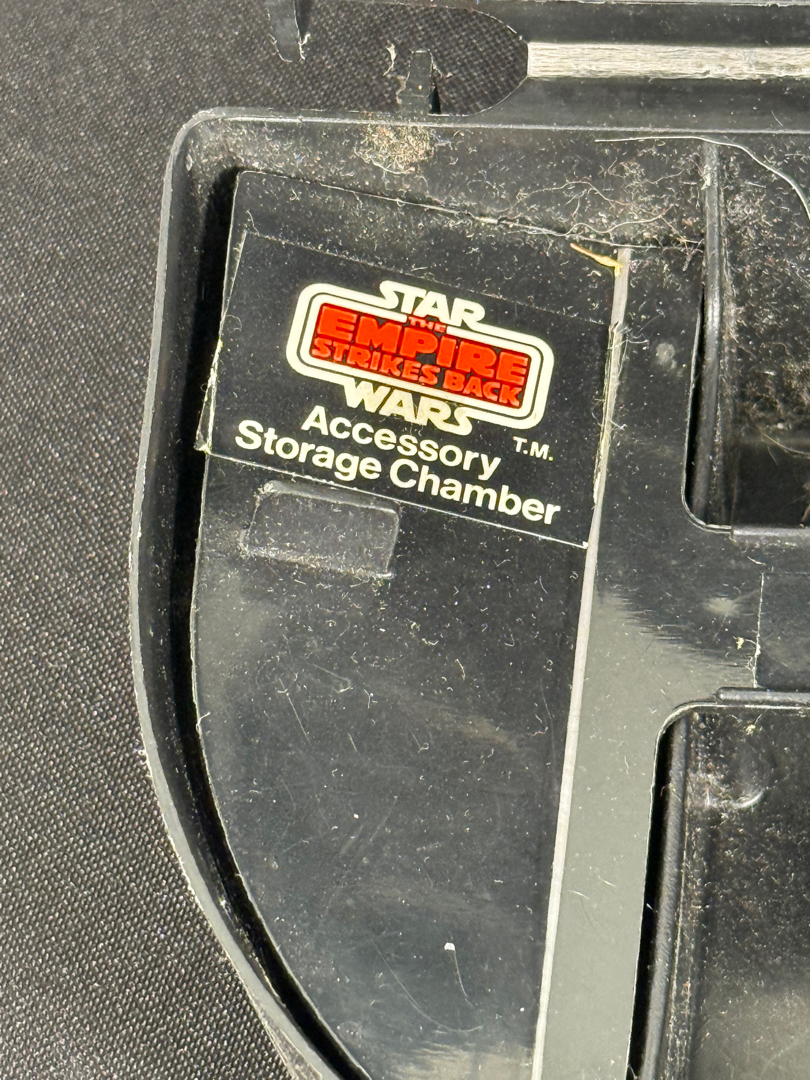 STAR
THE
EMPIRE
STRIKES BACK
WARS
T.M.
Accessory
Storage Chamber